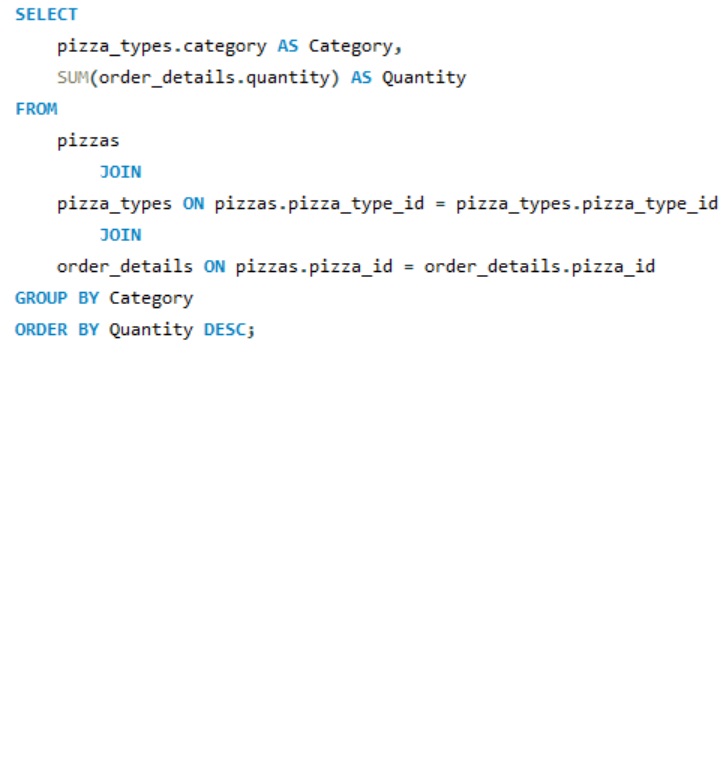 SELECT
    pizza_types.category AS Category,
    SUM(order_details.quantity) AS Quantity
FROM
    pizzas
        JOIN
    pizza_types ON pizzas.pizza_type_id = pizza_types.pizza_type_id
        JOIN
    order_details ON pizzas.pizza_id = order_details.pizza_id
GROUP BY Category
ORDER BY Quantity DESC;